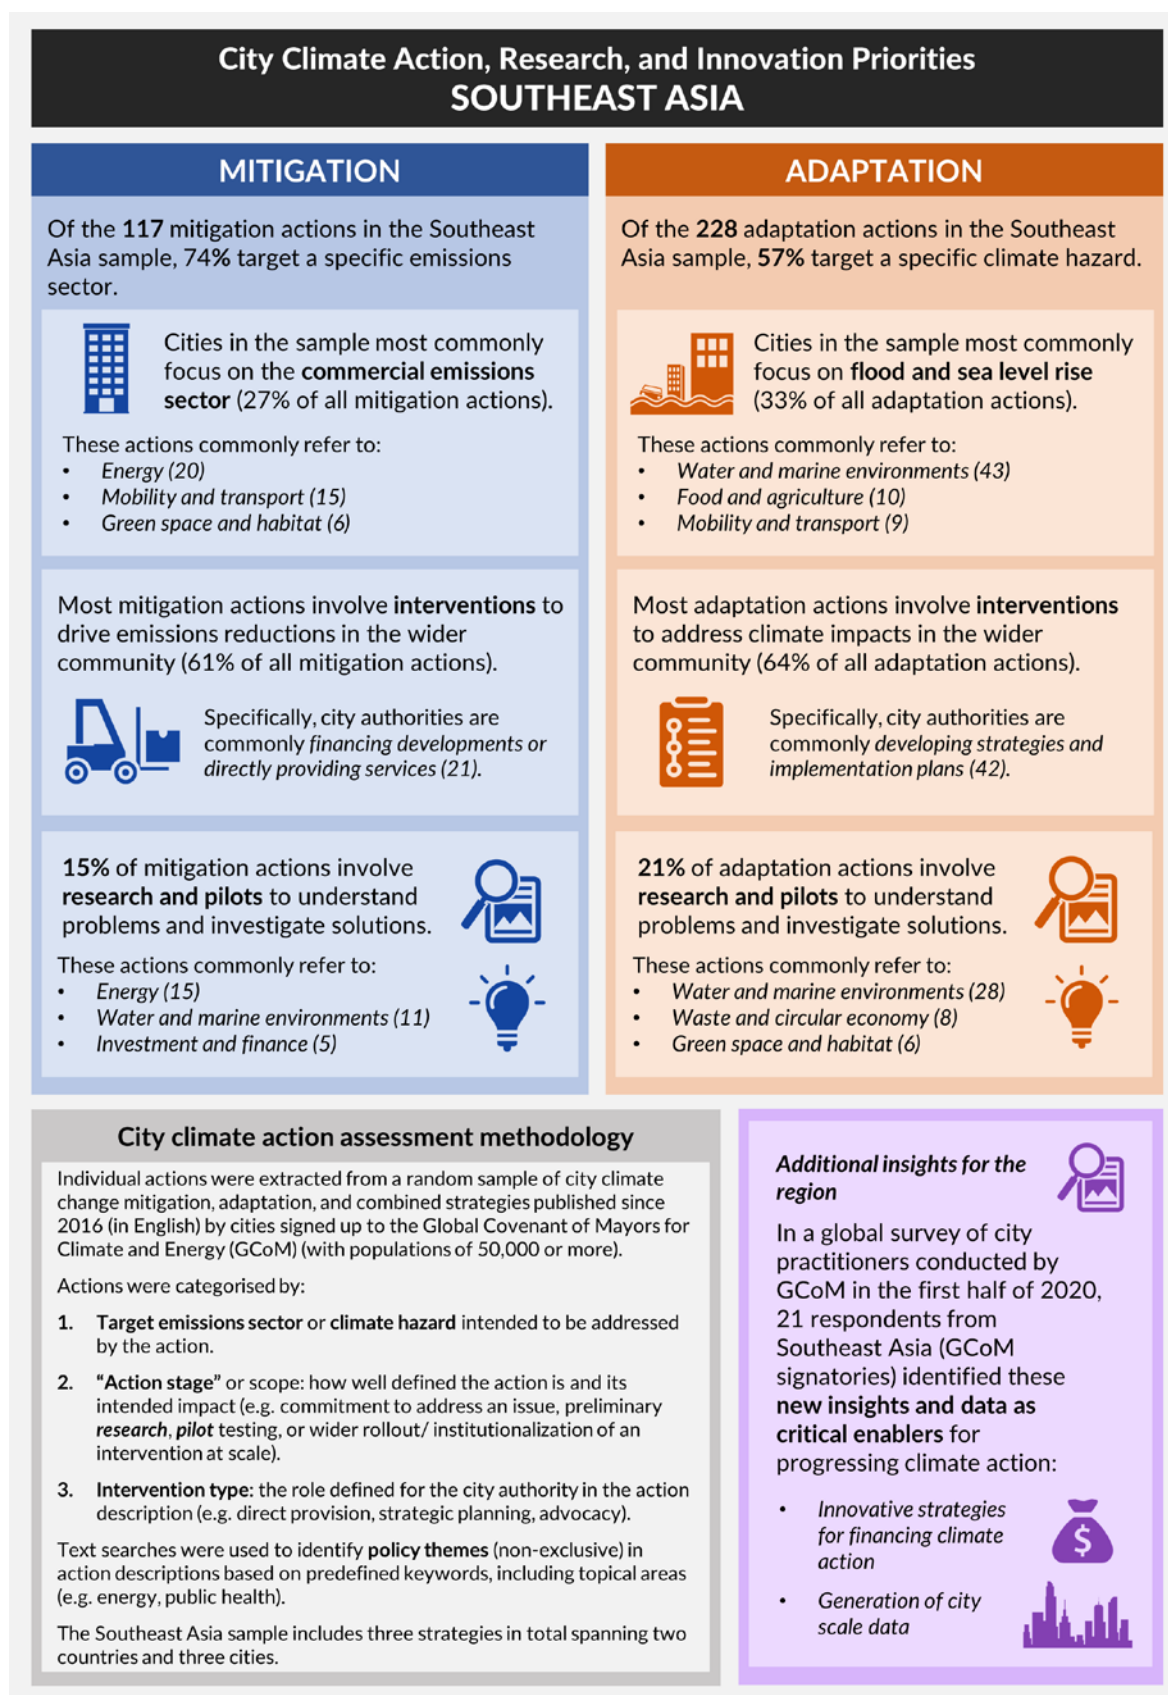 City Climate Action, Research, and Innovation Priorities
SOUTHEAST ASIA
MITIGATION
Of the 117 mitigation actions in the Southeast
Asia sample, 74% target a specific emissions
sector.
Cities in the sample most commonly
focus on the commercial emissions
sector (27% of all mitigation actions).
These actions commonly refer to:
• Energy (20)
• Mobility and transport (15)
• Green space and habitat (6)
Most mitigation actions involve interventions to
drive emissions reductions in the wider
community (61% of all mitigation actions).
Specifically, city authorities are
commonly financing developments or
directly providing services (21).
15% of mitigation actions involve
research and pilots to understand
problems and investigate solutions.
These actions commonly refer to:
• Energy (15)
• Water and marine environments (11)
• Investment and finance (5)
ADAPTATION
Of the 228 adaptation actions in the Southeast
Asia sample, 57% target a specific climate hazard.
Cities in the sample most commonly
focus on flood and sea level rise
(33% of all adaptation actions).
These actions commonly refer to:
• Water and marine environments (43)
• Food and agriculture (10)
• Mobility and transport (9)
Most adaptation actions involve interventions
to address climate impacts in the wider
community (64% of all adaptation actions).
Specifically, city authorities are
commonly developing strategies and
implementation plans (42).
21% of adaptation actions involve
research and pilots to understand
problems and investigate solutions.
These actions commonly refer to:
• Water and marine environments (28)
• Waste and circular economy (8)
• Green space and habitat (6)
City climate action assessment methodology
Individual actions were extracted from a random sample of city climate
change mitigation, adaptation, and combined strategies published since
2016 (in English) by cities signed up to the Global Covenant of Mayors for
Climate and Energy (GCoM) (with populations of 50,000 or more).
Actions were categorised by:
1. Target emissions sector or climate hazard intended to be addressed
by the action.
2. “Action stage” or scope: how well defined the action is and its
intended impact (e.g. commitment to address an issue, preliminary
research, pilot testing, or wider rollout/ institutionalization of an
intervention at scale).
3. Intervention type: the role defined for the city authority in the action
description (e.g. direct provision, strategic planning, advocacy).
Text searches were used to identify policy themes (non-exclusive) in
action descriptions based on predefined keywords, including topical areas
(e.g. energy, public health).
The Southeast Asia sample includes three strategies in total spanning two
countries and three cities.
Additional insights for the
region
In a global survey of city
practitioners conducted by
GCoM in the first half of 2020,
21 respondents from
Southeast Asia (GCoM
signatories) identified these
new insights and data as
critical enablers for
progressing climate action:
• Innovative strategies
for financing climate
action
$
• Generation of city
scale data